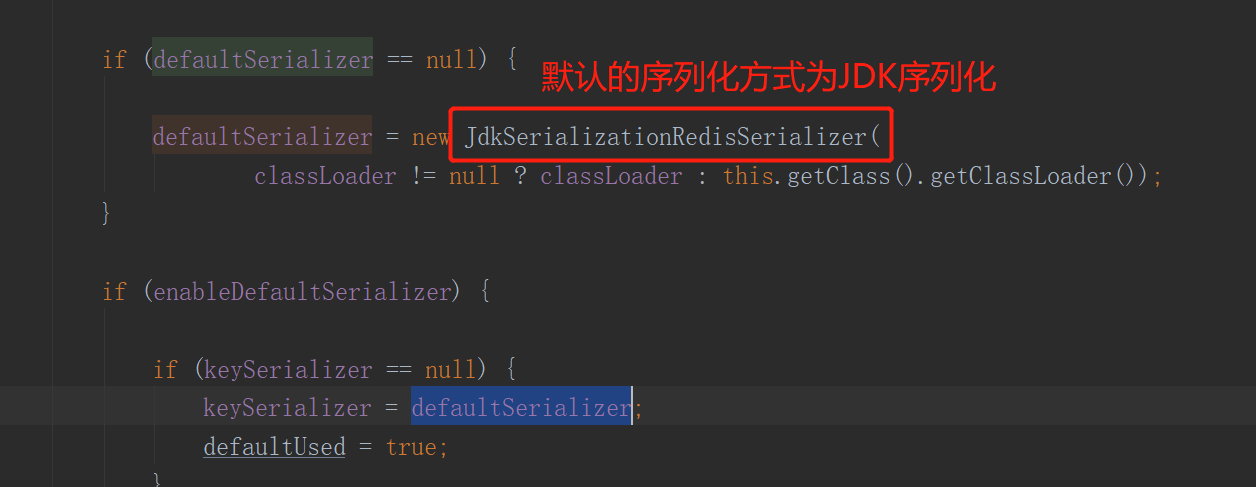 if (defaultSerializer == null) {
默认的序列化方式为JDK序列化
defaultSerializer = new JdkSerializationRedisSerializer(
classLoader != null ? classLoader : this.getClass().getClassLoader());
}
if (enableDefaultSerializer) {
if (keySerializer == null) {
keySerializer = defaultSerializer;
defaultUsed = true;
}